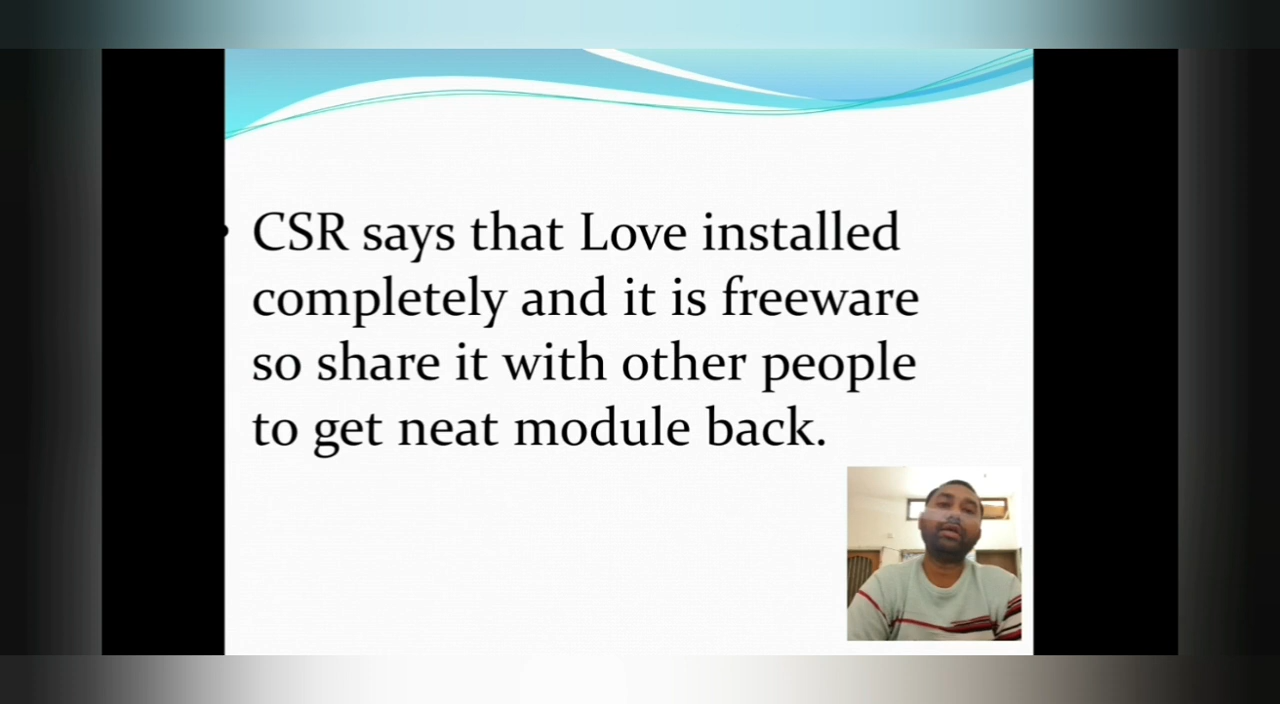 • CSR says that Love installed
completely and it is freeware
so share it with other people
to get neat module back.